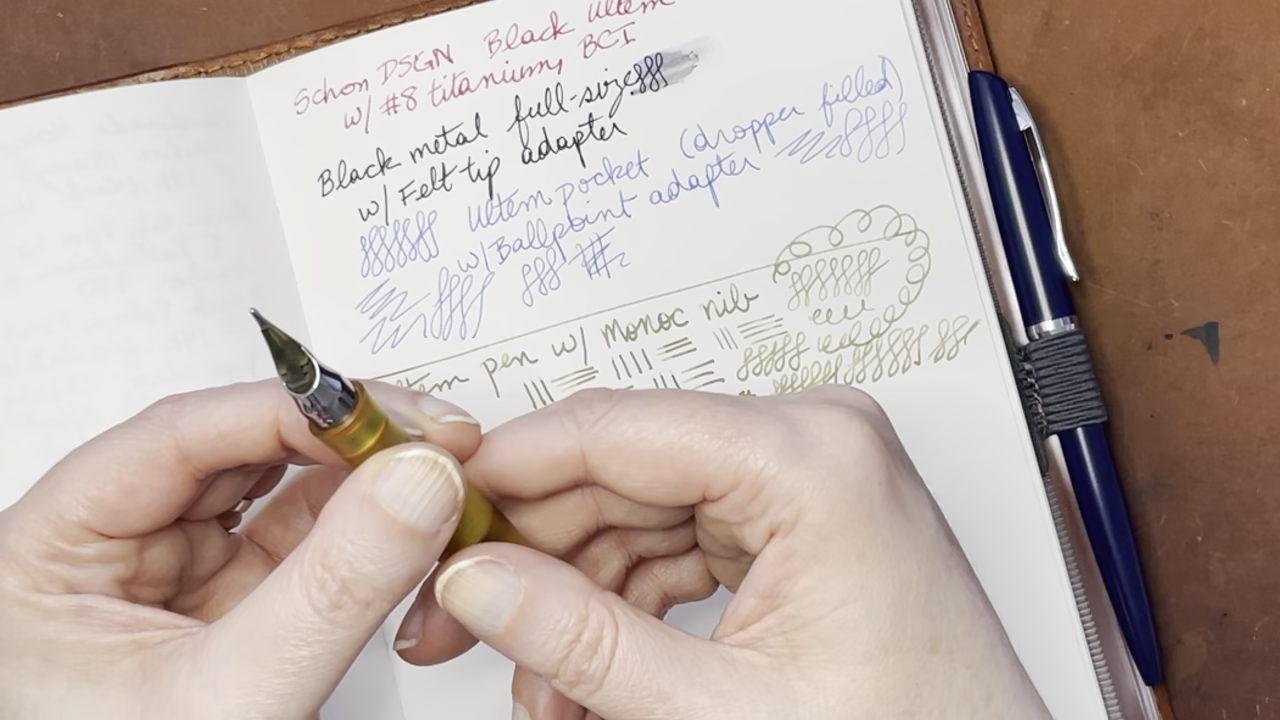 Schon DSGN Black Ultem
w/ #8 titanium, BCI
Black metal full-size
w/ Felt tip adapter
Ultem pocket (dropper filled)
w/ Ballpoint adapter
pen w/ Monoc nib